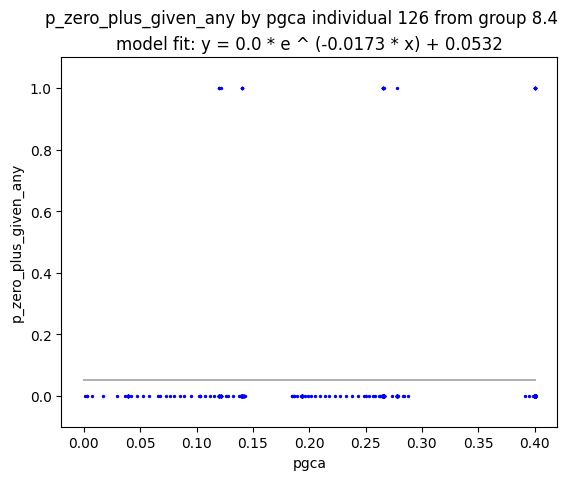 p_zero_plus_given_any by pgca individual 126 from group 8.4
model fit: y = 0.0 * e ^ (-0.0173 * x) + 0.0532
1.0
0.8
0.6
0.4
0.2
0.0
p_zero_plus_given_any
0.00 0.05 0.10 0.15 0.20 0.25 0.30 0.35 0.40
pgca